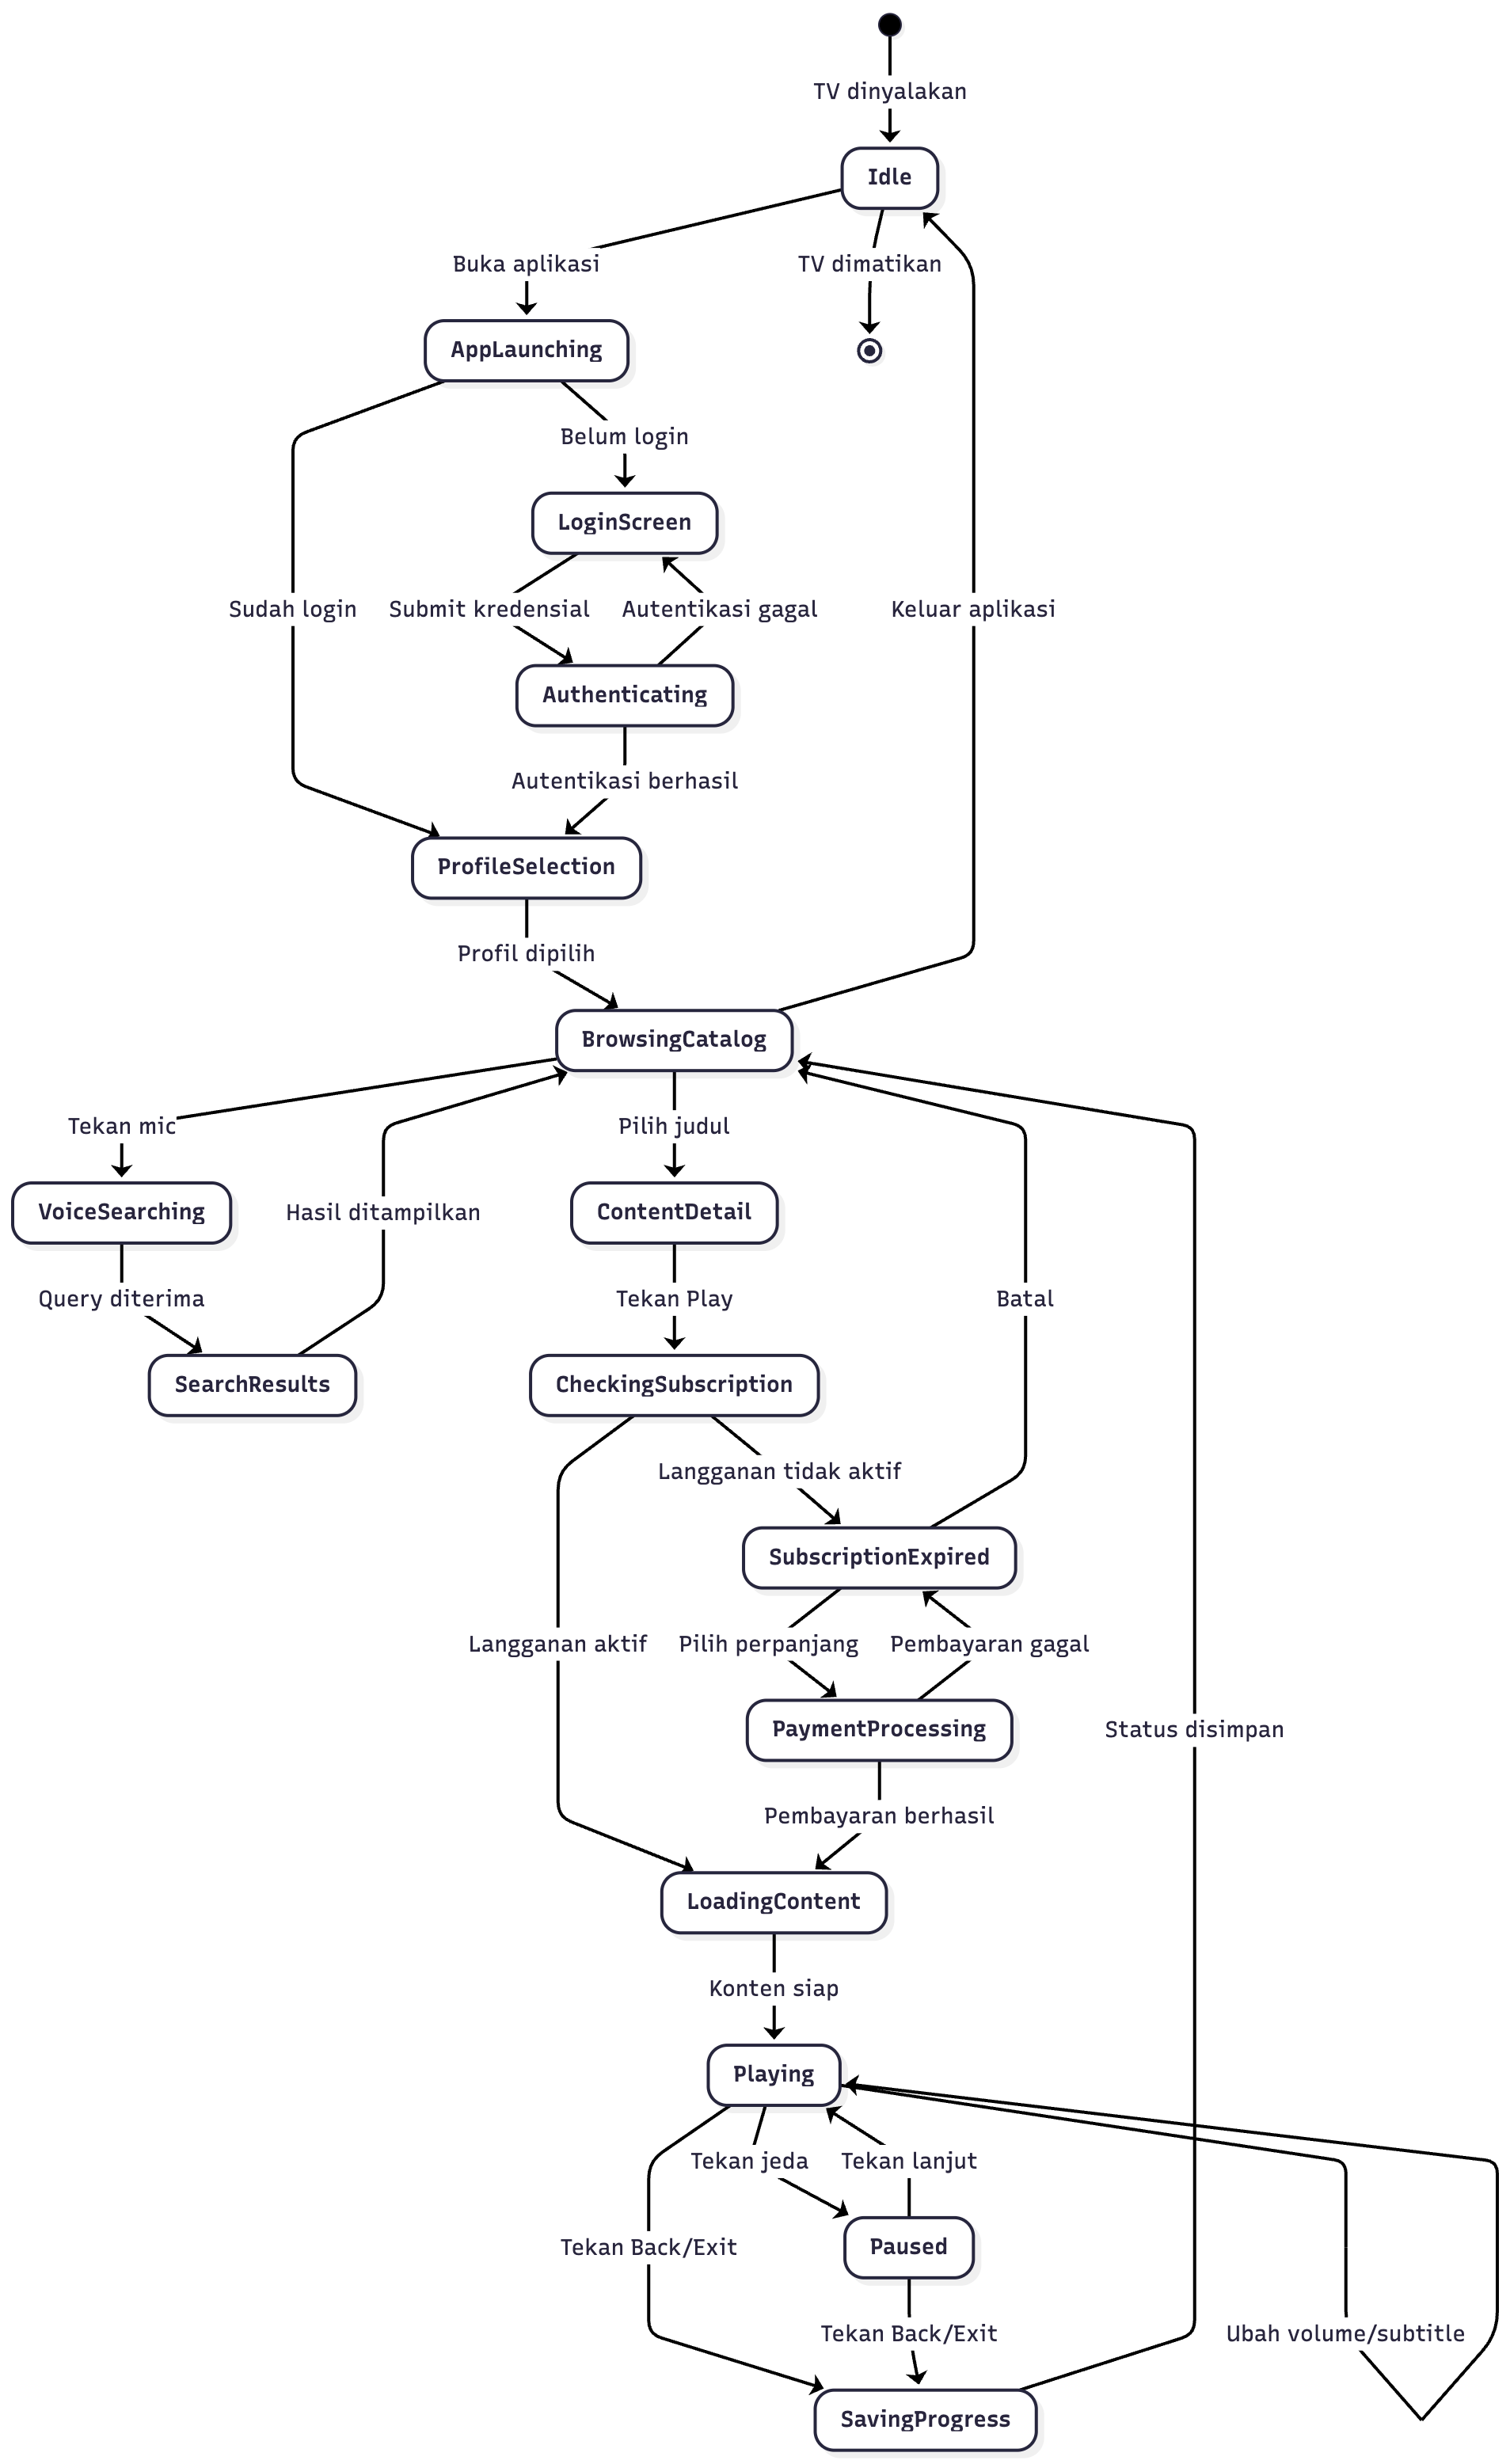 TV dinyalakan
Idle
Buka aplikasi
TV dimatikan
AppLaunching
Belum login
LoginScreen
Sudah login
Submit kredensial
Autentikasi gagal
Keluar aplikasi
Authenticating
Autentikasi berhasil
ProfileSelection
Profil dipilih
BrowsingCatalog
Tekan mic
Pilih judul
VoiceSearching
Hasil ditampilkan
ContentDetail
Query diterima
Tekan Play
Batal
SearchResults
CheckingSubscription
Langganan tidak aktif
SubscriptionExpired
Langganan aktif
Pilih perpanjang
Pembayaran gagal
PaymentProcessing
Status disimpan
Pembayaran berhasil
LoadingContent
Konten siap
Playing
Tekan jeda
Tekan lanjut
Tekan Back/Exit
Paused
Tekan Back/Exit
Ubah volume/subtitle
SavingProgress